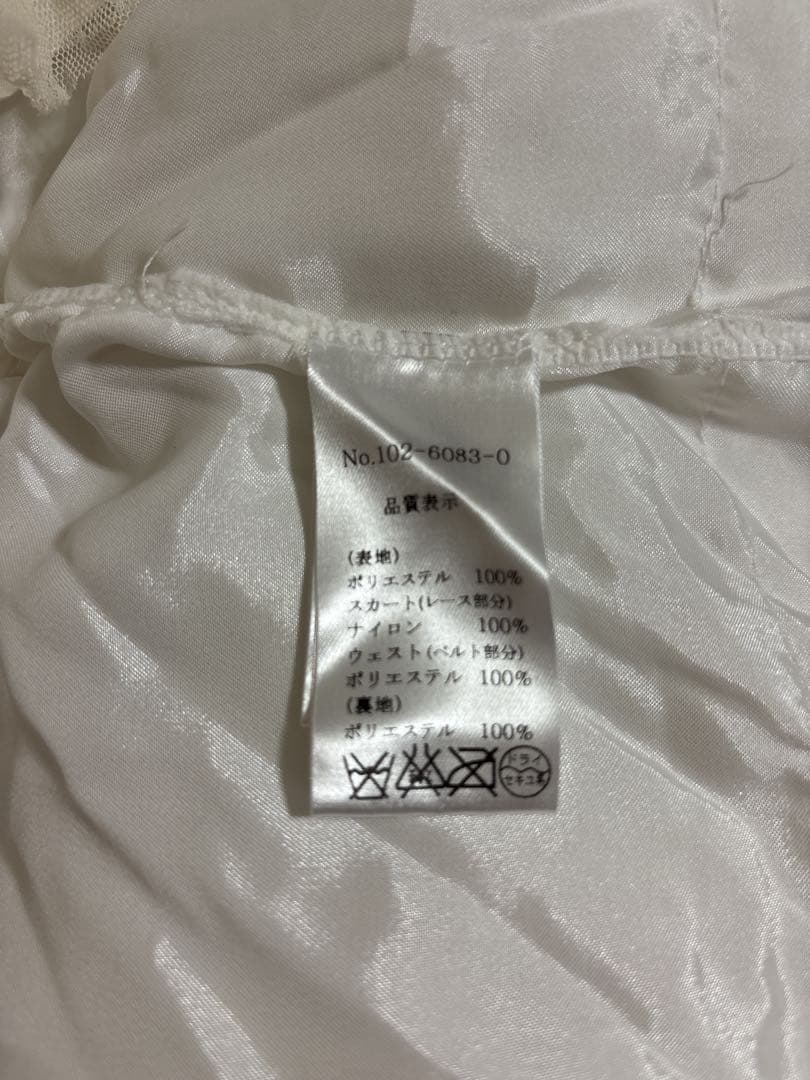 No.102-6083-0
品質表示
(表地)
ポリエステル 100%
スカート(レース部分)
ナイロン 100%
ウェスト(ベルト部分)
ポリエステル 100%
(裏地)
ポリエステル 100%
ドライ
セキユ系